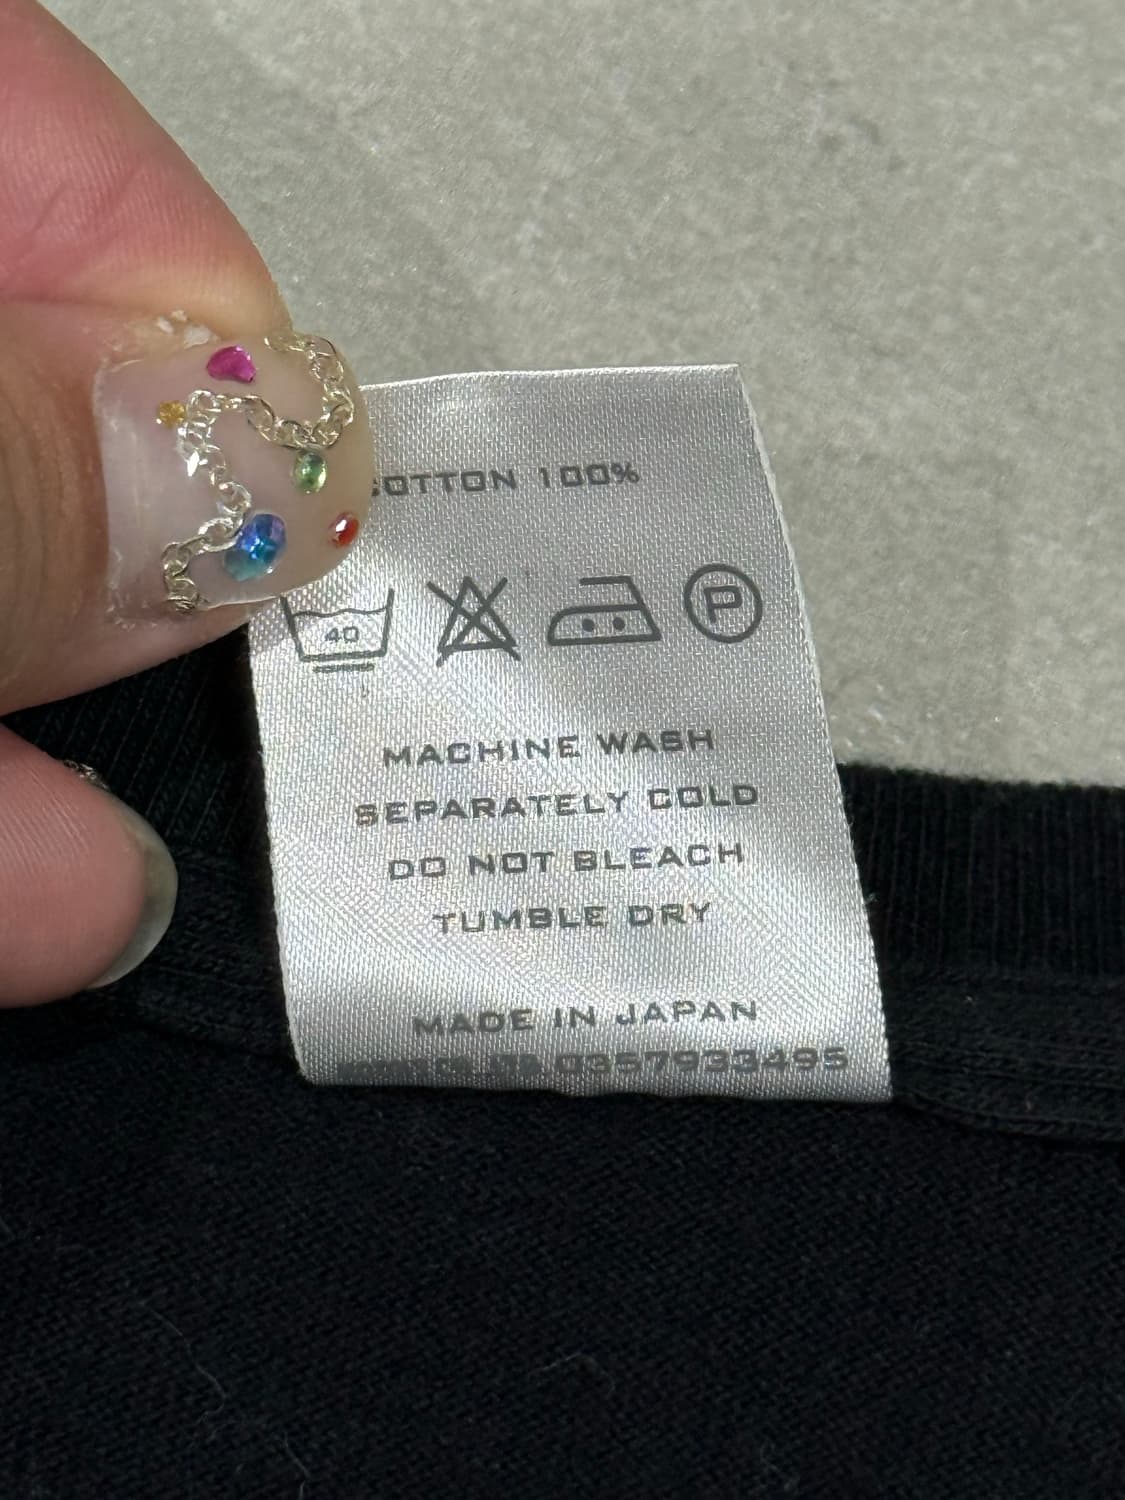 COTTON 100%
40 P
MACHINE WASH
SEPARATELY COLD
DO NOT BLEACH
TUMBLE DRY
MADE IN JAPAN
0357933495